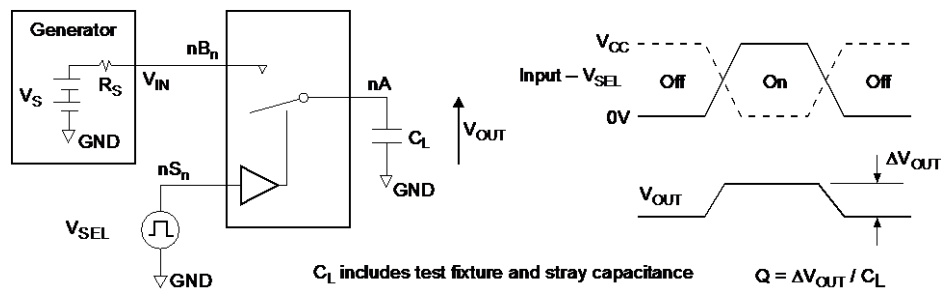 Generator
nB_n
nA
V_CC
Input – V_SEL
Off
On
Off
0V
V_S
R_S
V_IN
GND
C_L
V_OUT
GND
nS_n
V_SEL
GND
V_OUT
ΔV_OUT
C_L includes test fixture and stray capacitance
Q = ΔV_OUT / C_L